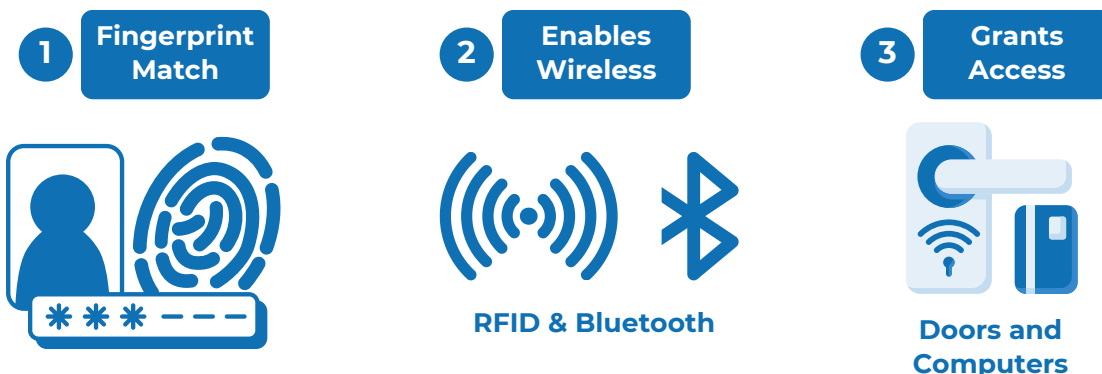 1
Fingerprint
Match
2
Enables
Wireless
3
Grants
Access
***---
RFID & Bluetooth
Doors and
Computers